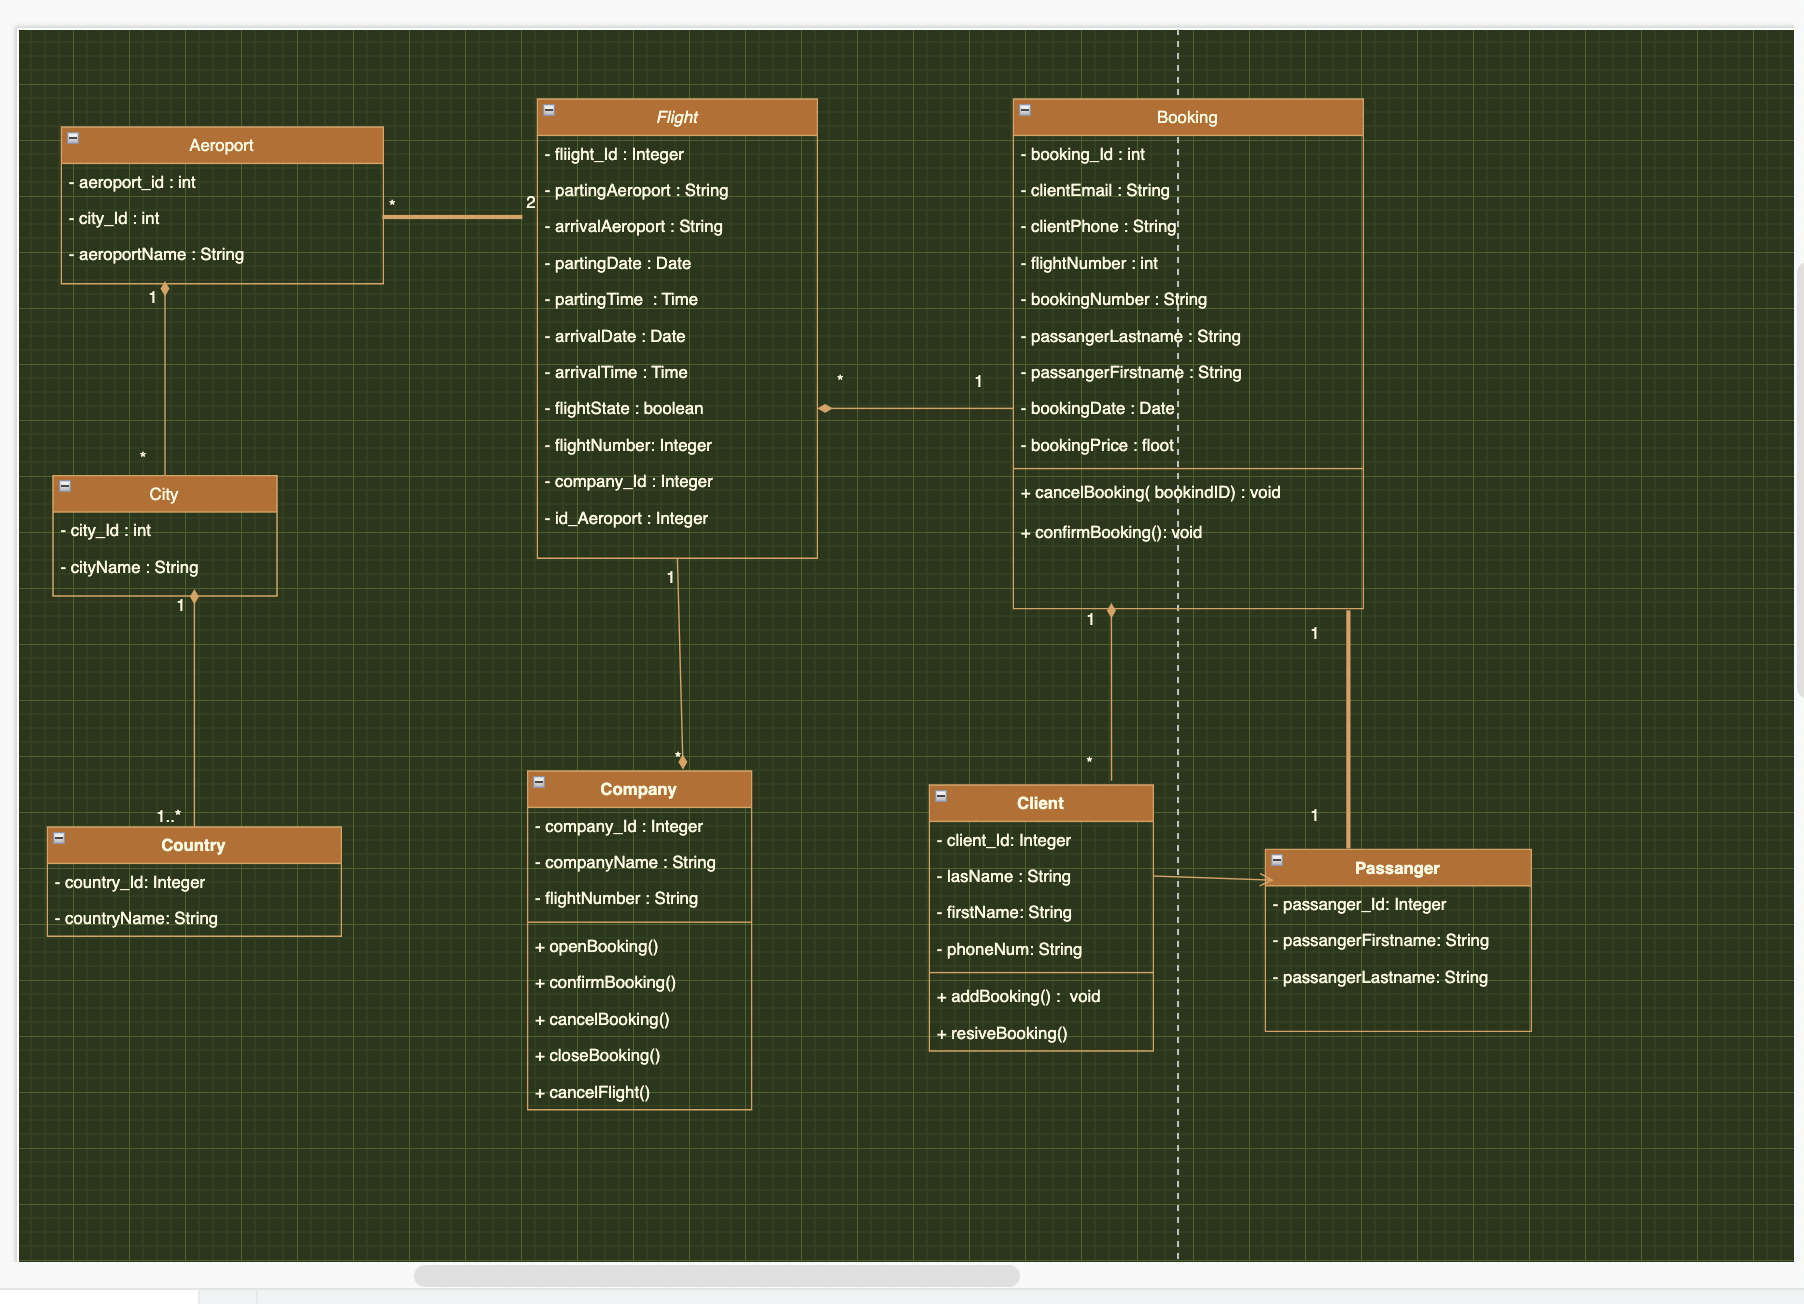 Aeroport
- aeroport_id : int
- city_Id : int
- aeroportName : String
*
2
1
*
City
- city_Id : int
- cityName : String
1
1..*
Country
- country_Id: Integer
- countryName: String
Flight
- fliight_Id : Integer
- partingAeroport : String
- arrivalAeroport : String
- partingDate : Date
- partingTime : Time
- arrivalDate : Date
- arrivalTime : Time
- flightState : boolean
- flightNumber: Integer
- company_Id : Integer
- id_Aeroport : Integer
*
1
1
*
Company
- company_Id : Integer
- companyName : String
- flightNumber : String
+ openBooking()
+ confirmBooking()
+ cancelBooking()
+ closeBooking()
+ cancelFlight()
Booking
- booking_Id : int
- clientEmail : String
- clientPhone : String
- flightNumber : int
- bookingNumber : String
- passangerLastname : String
- passangerFirstname : String
- bookingDate : Date
- bookingPrice : floot
+ cancelBooking( bookindID) : void
+ confirmBooking(): void
1
*
1
1
Client
- client_Id: Integer
- lasName : String
- firstName: String
- phoneNum: String
+ addBooking() : void
+ resiveBooking()
Passanger
- passanger_Id: Integer
- passangerFirstname: String
- passangerLastname: String